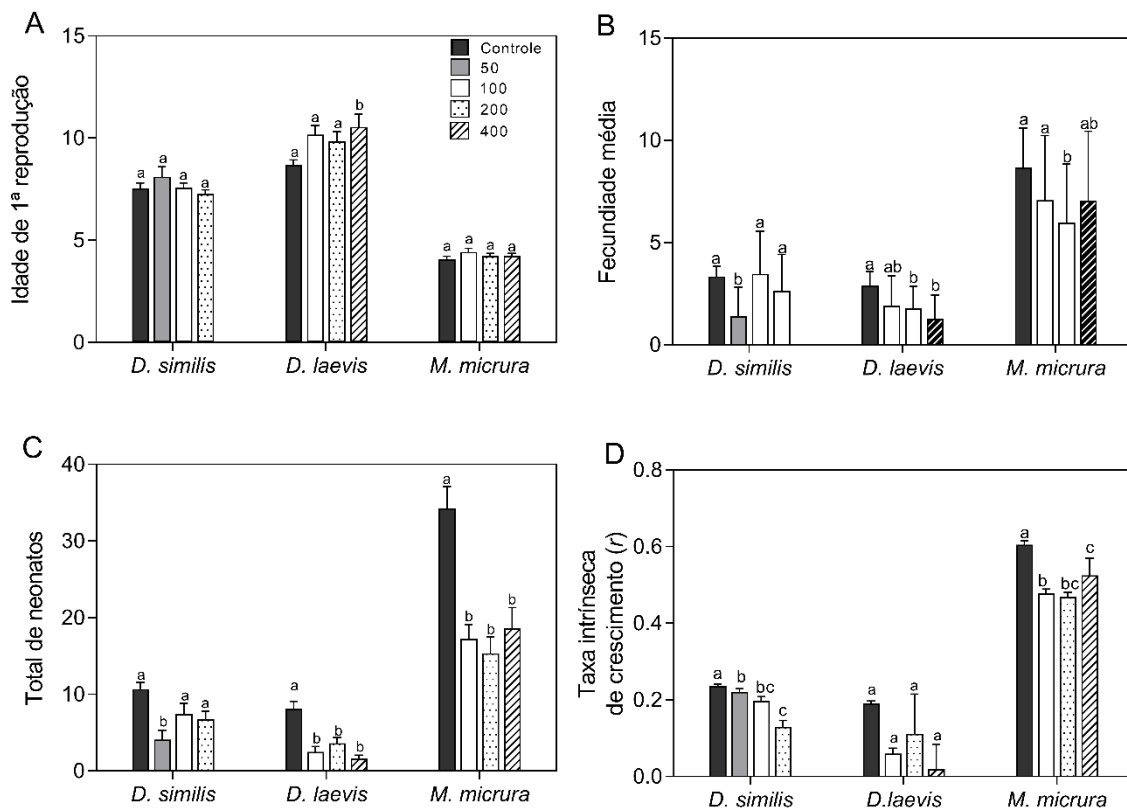 A
15
10
5
0
Idade de 1ª reprodução
Controle
50
100
200
400
a a a a
a a a b
a a a a
D. similis D. laevis M. micrura
B
15
10
5
0
Fecundiade média
a b a a
a ab b b
a a b ab
D. similis D. laevis M. micrura
C
40
30
20
10
0
Total de neonatos
a b a a
a b b b
a b b b
D. similis D. laevis M. micrura
D
0.8
0.6
0.4
0.2
0.0
Taxa intrínseca
de crescimento (r)
a b bc c
a a a a
a b bc c
D. similis D.laevis M. micrura